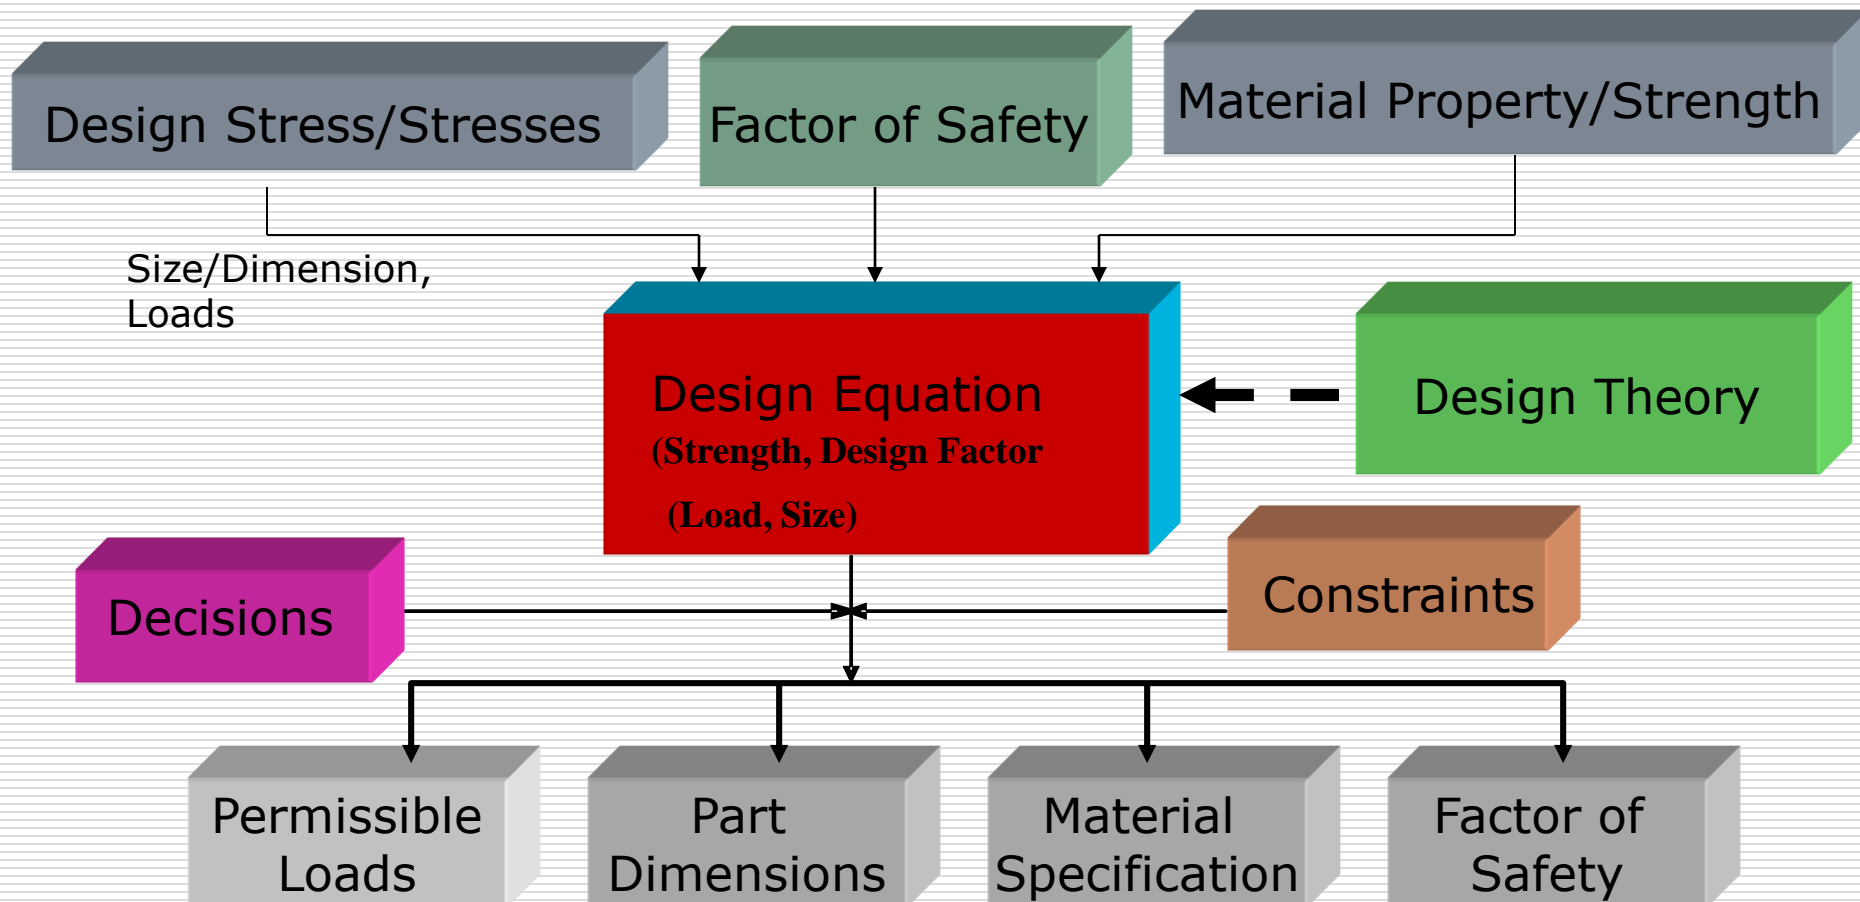 Design Stress/Stresses
Factor of Safety
Material Property/Strength
Size/Dimension,
Loads
Design Equation
(Strength, Design Factor
(Load, Size)
Design Theory
Decisions
Constraints
Permissible
Loads
Part
Dimensions
Material
Specification
Factor of
Safety